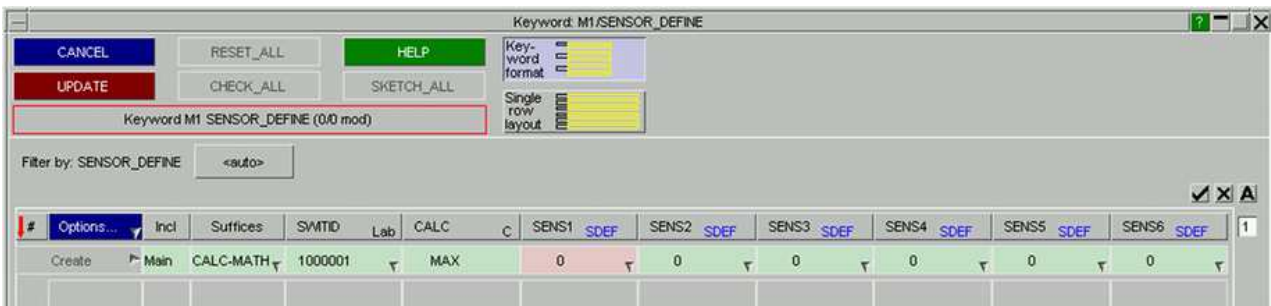 Keyword: M1/SENSOR_DEFINE ?
CANCEL RESET_ALL HELP
Key-
word
format
UPDATE CHECK_ALL SKETCH_ALL
Keyword M1 SENSOR_DEFINE (0/0 mod)
Single
row
layout
Filter by: SENSOR_DEFINE <auto>
A
# Options... Incl Suffices SWITID Lab CALC C SENS1 SDEF SENS2 SDEF SENS3 SDEF SENS4 SDEF SENS5 SDEF SENS6 SDEF 1
Create Main CALC-MATH 1000001 MAX 0 0 0 0 0 0